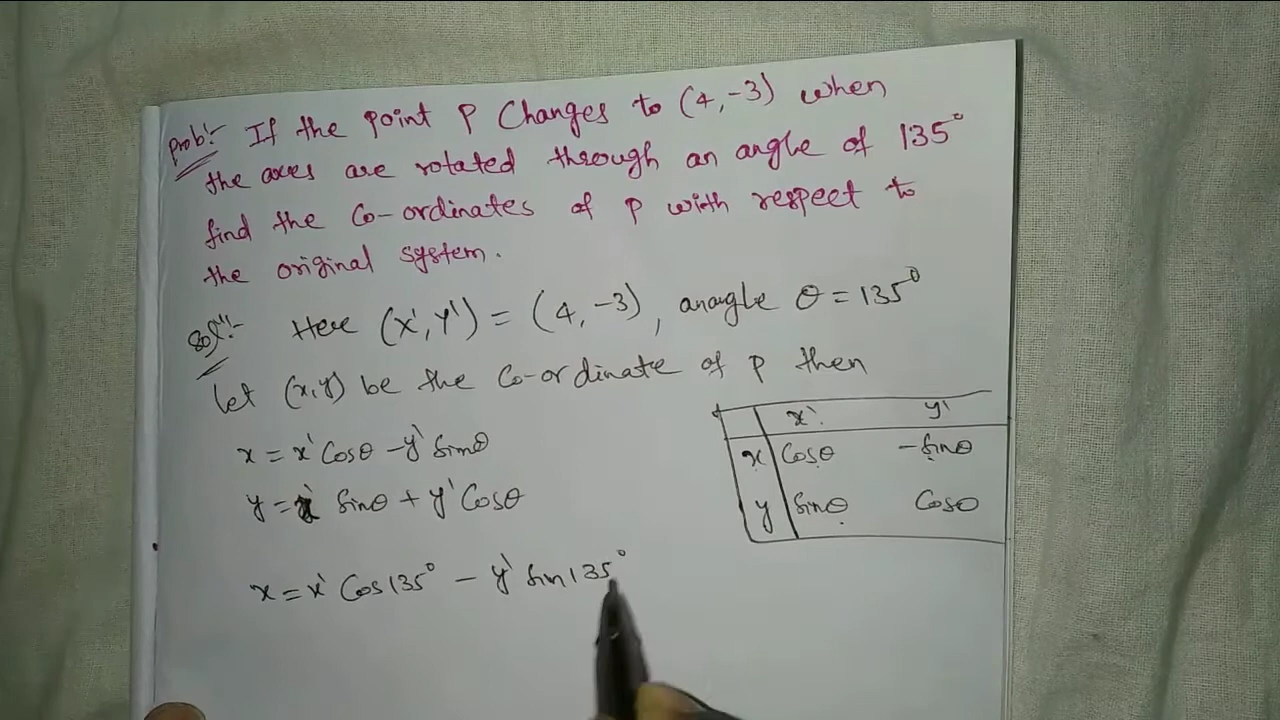 prob:- If the point P Changes to (4,-3) when
the axes are rotated through an angle of 135°
find the Co-ordinates of P with respect to
the original system.
Solⁿ:- Here (x', y') = (4, -3), anangle θ = 135°
Let (x,y) be the Co-ordinate of P then
x = x' Cosθ - y' Sinθ
y = x' Sinθ + y' Cosθ
x' y'
x Cosθ -Sinθ
y Sinθ Cosθ
x = x' Cos135° - y' Sin135°